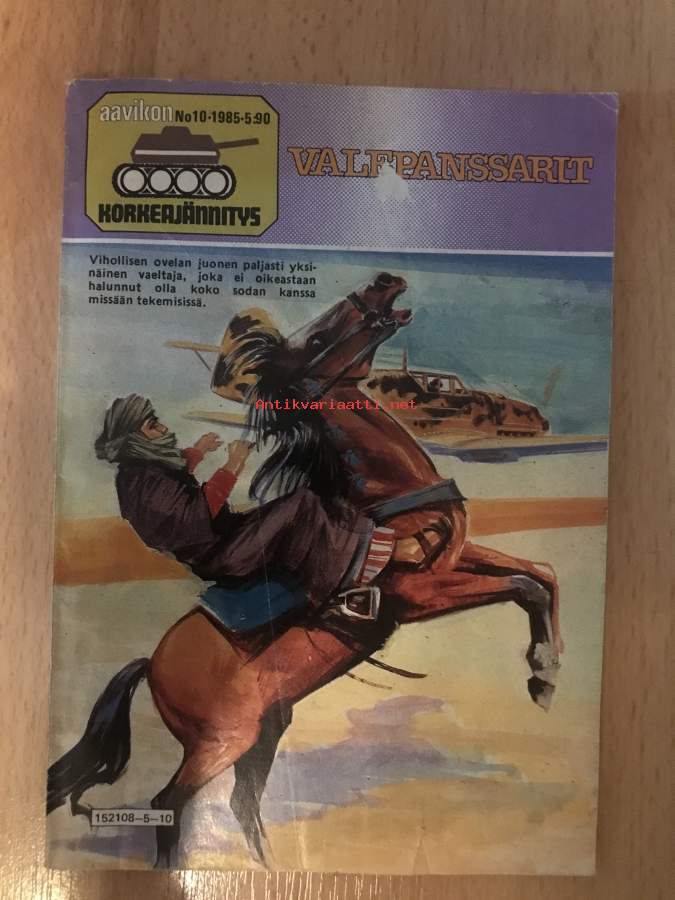 aavikon No10·1985·5:90
KORKEAJÄNNITYS
VALEPANSSARIT
Vihollisen ovelan juonen paljasti yksi-
näinen vaeltaja, joka ei oikeastaan
halunnut olla koko sodan kanssa
missään tekemisissä.
Antikvariaatti.net
152108–5–10